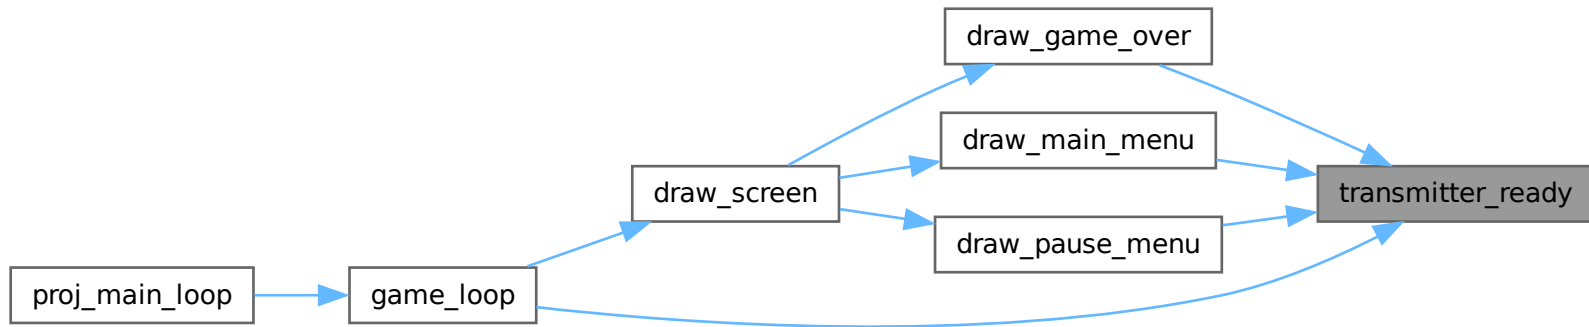 draw_game_over
draw_main_menu
draw_screen
transmitter_ready
draw_pause_menu
proj_main_loop
game_loop